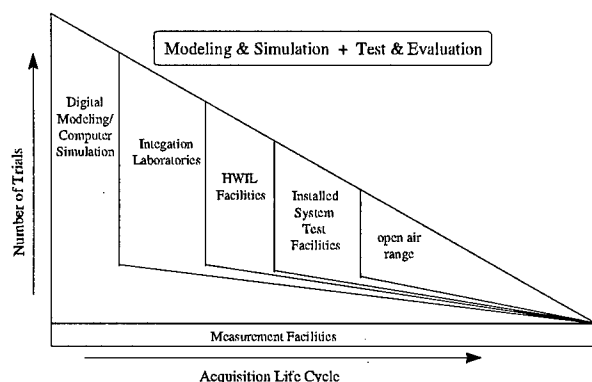 Modeling & Simulation + Test & Evaluation
Number of Trials
Digital
Modeling/
Computer
Simulation
Integation
Laboratories
HWIL
Facilities
Installed
System
Test
Facilities
open air
range
Measurement Facilities
Acquisition Life Cycle